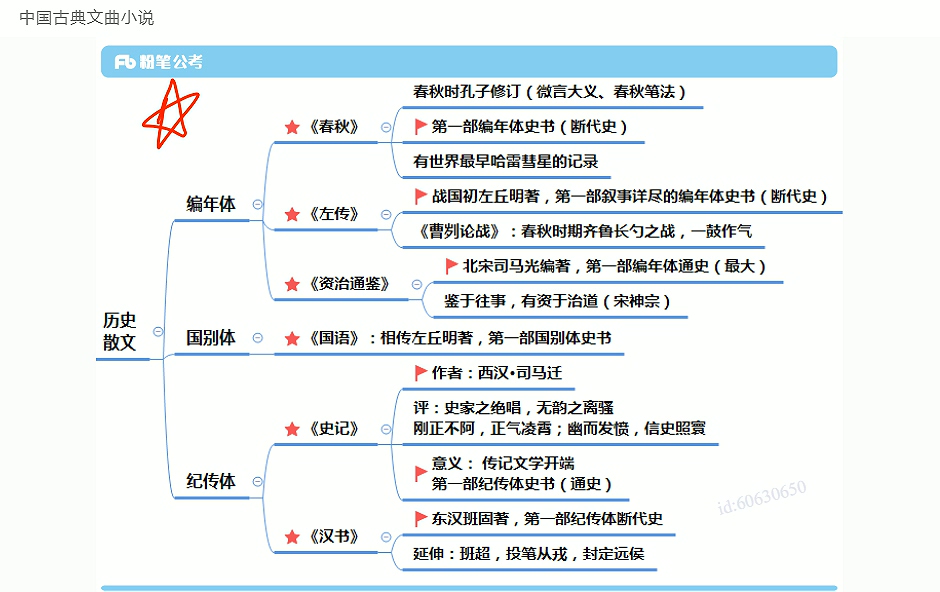 中国古典文曲小说
粉笔公考
春秋时孔子修订（微言大义、春秋笔法）
《春秋》
第一部编年体史书（断代史）
有世界最早哈雷彗星的记录
编年体
战国初左丘明著，第一部叙事详尽的编年体史书（断代史）
《左传》
《曹刿论战》：春秋时期齐鲁长勺之战，一鼓作气
北宋司马光编著，第一部编年体通史（最大）
《资治通鉴》
鉴于往事，有资于治道（宋神宗）
历史
散文
国别体
《国语》：相传左丘明著，第一部国别体史书
作者：西汉·司马迁
评：史家之绝唱，无韵之离骚
《史记》
刚正不阿，正气凌霄；幽而发愤，信史照寰
意义： 传记文学开端
第一部纪传体史书（通史）
纪传体
东汉班固著，第一部纪传体断代史
《汉书》
延伸：班超，投笔从戎，封定远侯
id:60630650